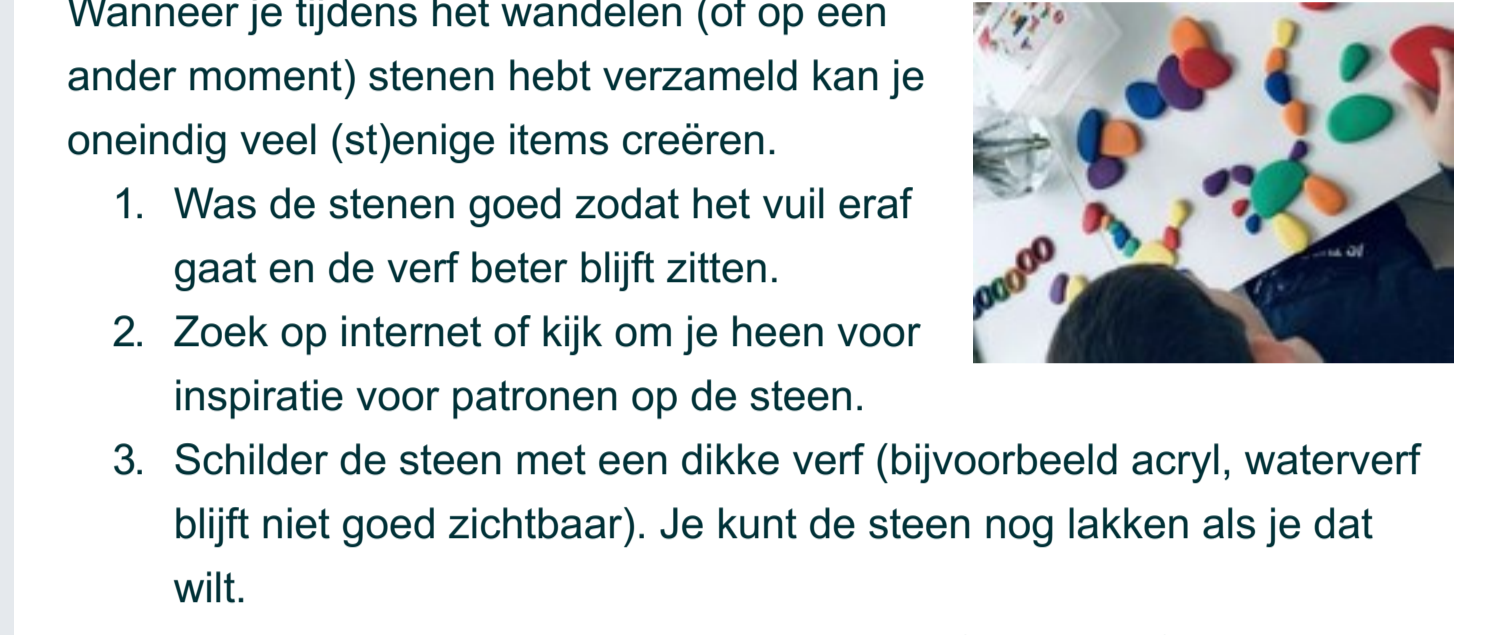 Wanneer je tijdens het wandelen (of op een
ander moment) stenen hebt verzameld kan je
oneindig veel (st)enige items creëren.
1. Was de stenen goed zodat het vuil eraf
gaat en de verf beter blijft zitten.
2. Zoek op internet of kijk om je heen voor
inspiratie voor patronen op de steen.
3. Schilder de steen met een dikke verf (bijvoorbeeld acryl, waterverf
blijft niet goed zichtbaar). Je kunt de steen nog lakken als je dat
wilt.